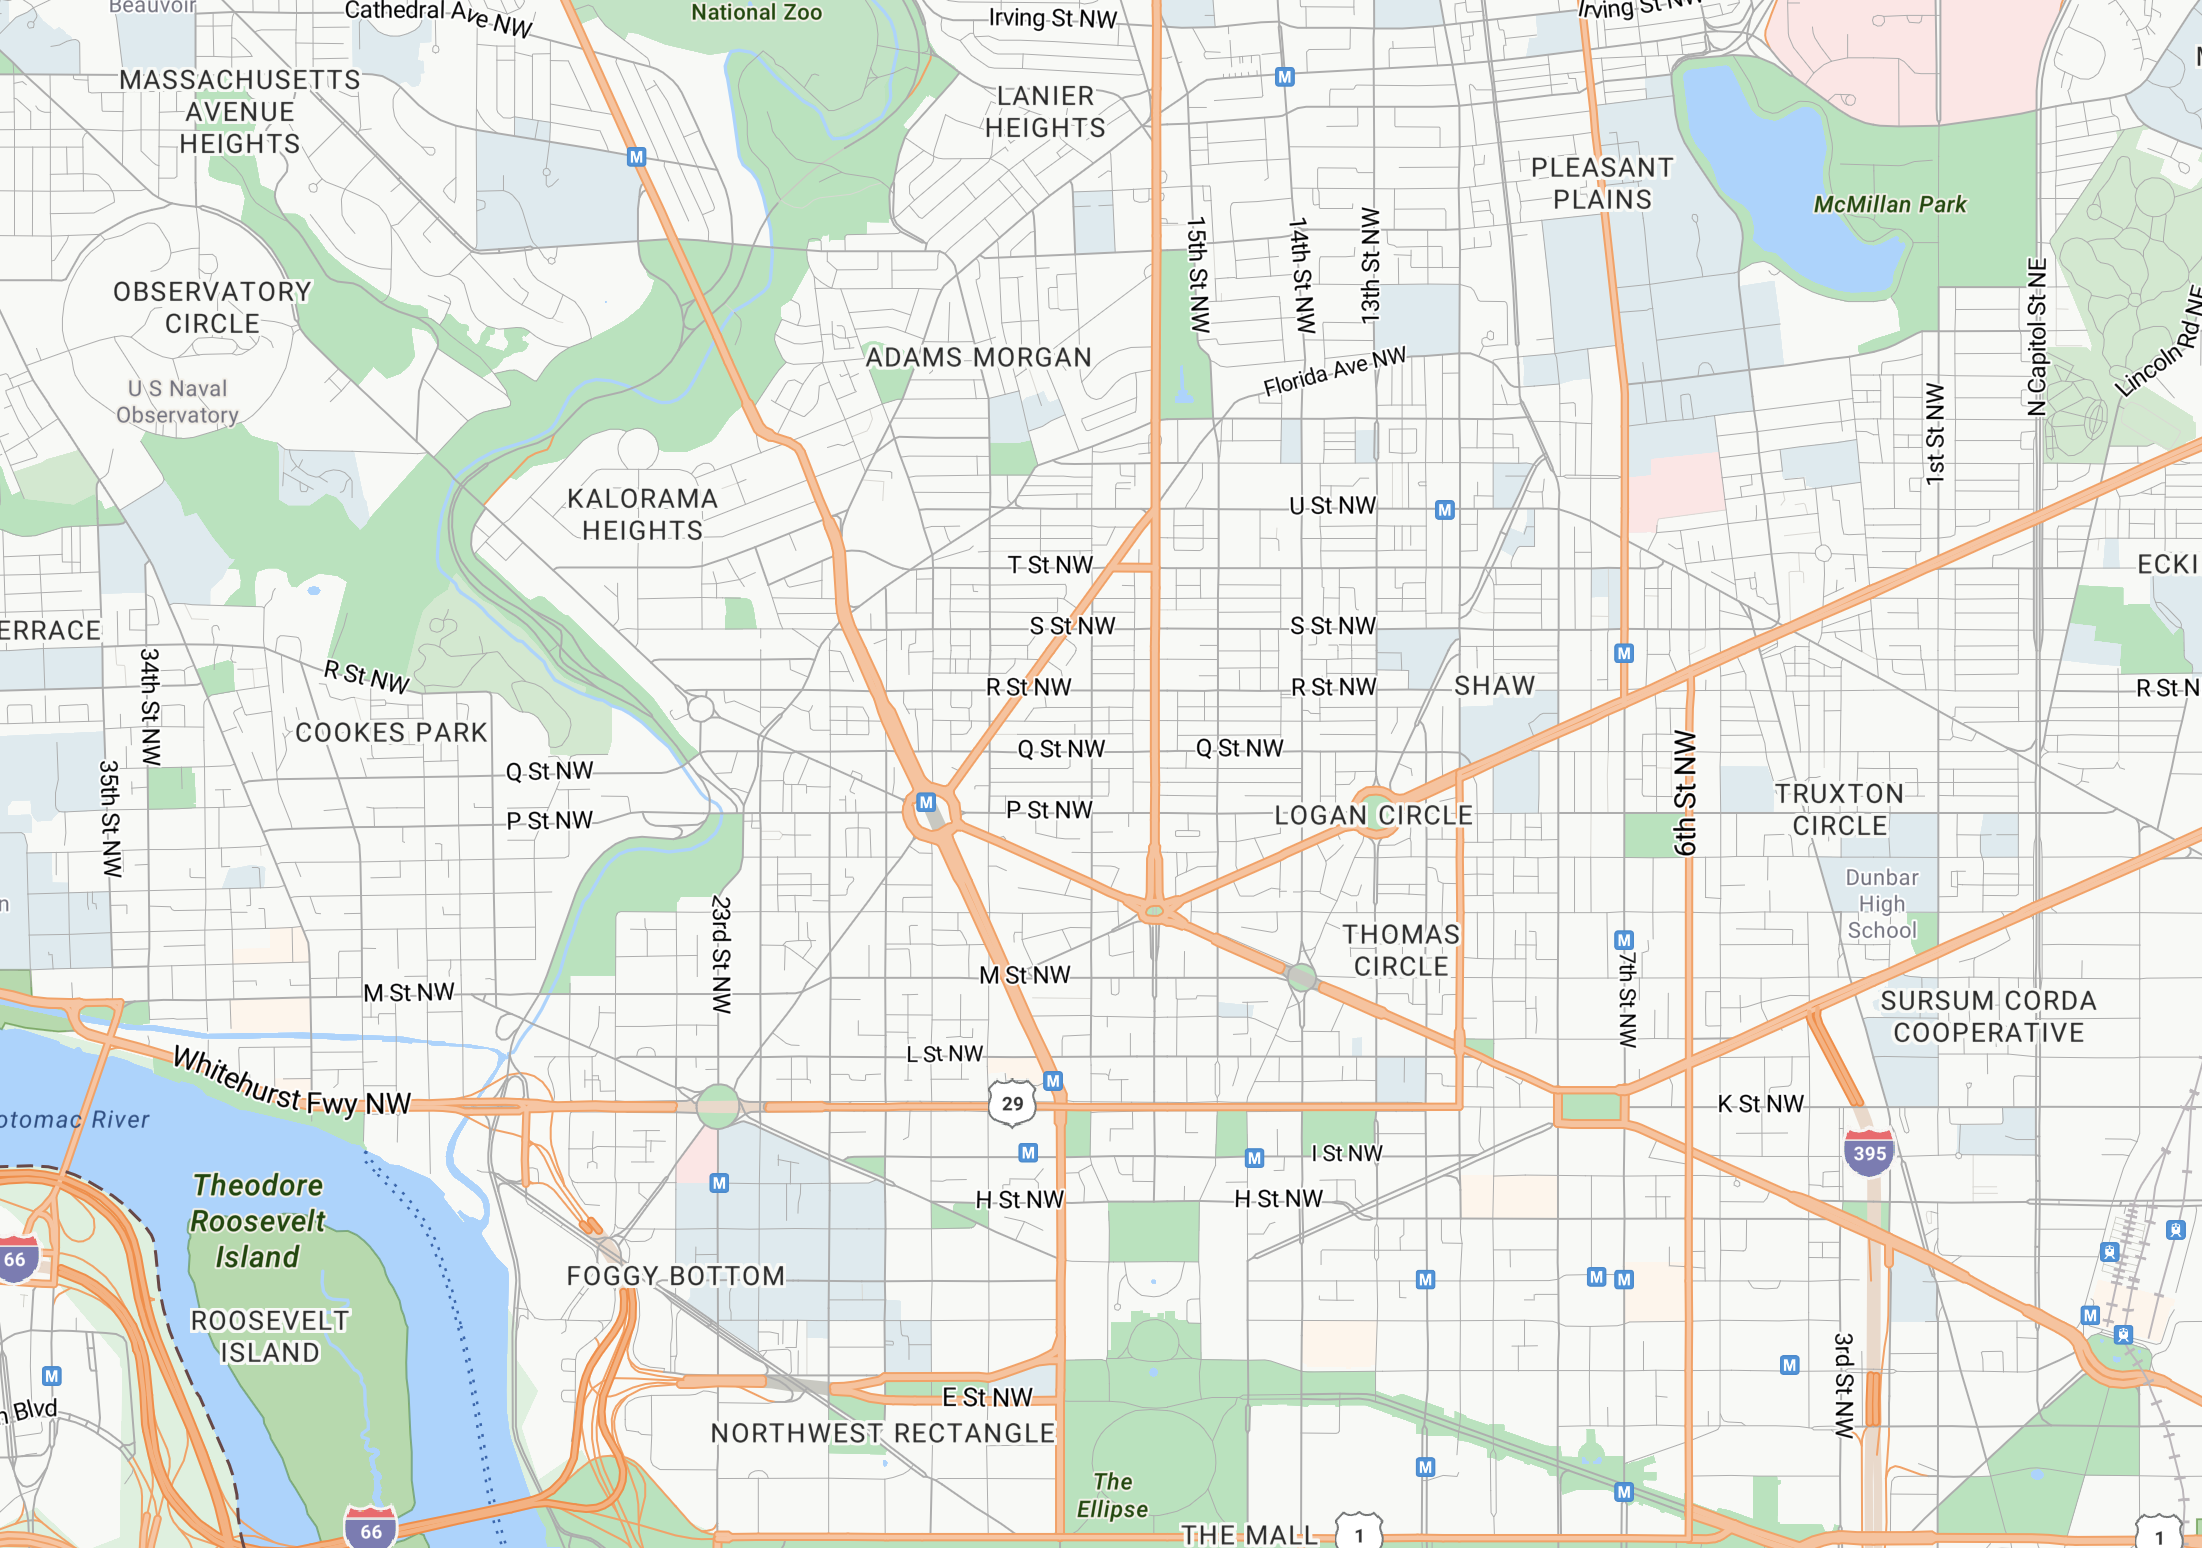 Beauvoir
Cathedral Ave NW
National Zoo
Irving St NW
Irving St NW
MASSACHUSETTS
AVENUE
HEIGHTS
M
LANIER
HEIGHTS
M
PLEASANT
PLAINS
McMillan Park
OBSERVATORY
CIRCLE
U S Naval
Observatory
15th St NW
14th St NW
13th St NW
ADAMS MORGAN
Florida Ave NW
N Capitol St NE
Lincoln Rd NE
1st St NW
KALORAMA
HEIGHTS
U St NW
M
T St NW
ECKI
ERRACE
S St NW
S St NW
M
34th St NW
R St NW
R St NW
R St NW
SHAW
R St N
COOKES PARK
Q St NW
Q St NW
Q St NW
6th St NW
35th St NW
P St NW
M
P St NW
LOGAN CIRCLE
TRUXTON
CIRCLE
Dunbar
High
School
23rd St NW
THOMAS
CIRCLE
M
7th St NW
M St NW
M St NW
SURSUM CORDA
COOPERATIVE
L St NW
M
Whitehurst Fwy NW
29
K St NW
otomac River
M
M
I St NW
395
M
Theodore
Roosevelt
Island
H St NW
H St NW
66
FOGGY BOTTOM
M
M
M
ROOSEVELT
ISLAND
M
M
M
3rd St NW
n Blvd
E St NW
NORTHWEST RECTANGLE
The
Ellipse
M
M
66
THE MALL
1
1